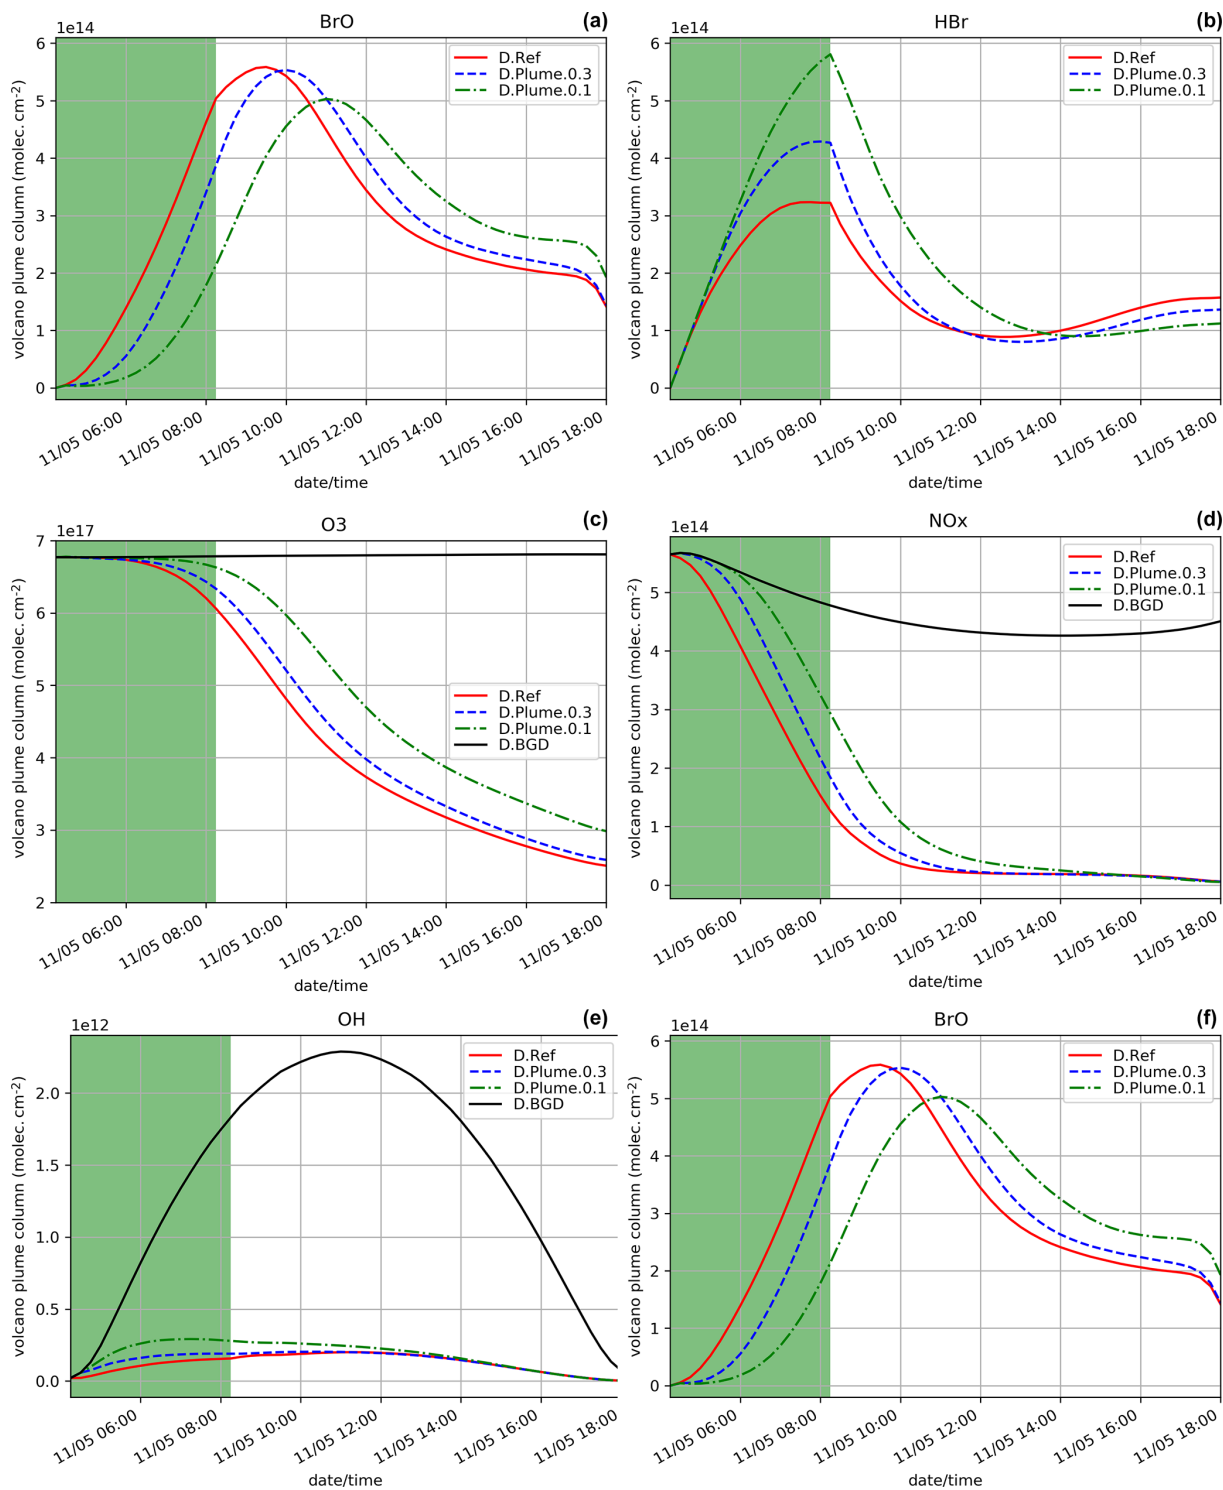 BrO
(a)
1e14
6
5
4
3
2
1
0
volcano plume column (molec. cm-2)
D.Ref
D.Plume.0.3
D.Plume.0.1
11/05 06:00
11/05 08:00
11/05 10:00
11/05 12:00
11/05 14:00
11/05 16:00
11/05 18:00
date/time
HBr
(b)
1e14
6
5
4
3
2
1
0
volcano plume column (molec. cm-2)
D.Ref
D.Plume.0.3
D.Plume.0.1
11/05 06:00
11/05 08:00
11/05 10:00
11/05 12:00
11/05 14:00
11/05 16:00
11/05 18:00
date/time
O3
(c)
1e17
7
6
5
4
3
2
volcano plume column (molec. cm-2)
D.Ref
D.Plume.0.3
D.Plume.0.1
D.BGD
11/05 06:00
11/05 08:00
11/05 10:00
11/05 12:00
11/05 14:00
11/05 16:00
11/05 18:00
date/time
NOx
(d)
1e14
5
4
3
2
1
0
volcano plume column (molec. cm-2)
D.Ref
D.Plume.0.3
D.Plume.0.1
D.BGD
11/05 06:00
11/05 08:00
11/05 10:00
11/05 12:00
11/05 14:00
11/05 16:00
11/05 18:00
date/time
OH
(e)
1e12
2.0
1.5
1.0
0.5
0.0
volcano plume column (molec. cm-2)
D.Ref
D.Plume.0.3
D.Plume.0.1
D.BGD
11/05 06:00
11/05 08:00
11/05 10:00
11/05 12:00
11/05 14:00
11/05 16:00
11/05 18:00
date/time
BrO
(f)
1e14
6
5
4
3
2
1
0
volcano plume column (molec. cm-2)
D.Ref
D.Plume.0.3
D.Plume.0.1
11/05 06:00
11/05 08:00
11/05 10:00
11/05 12:00
11/05 14:00
11/05 16:00
11/05 18:00
date/time